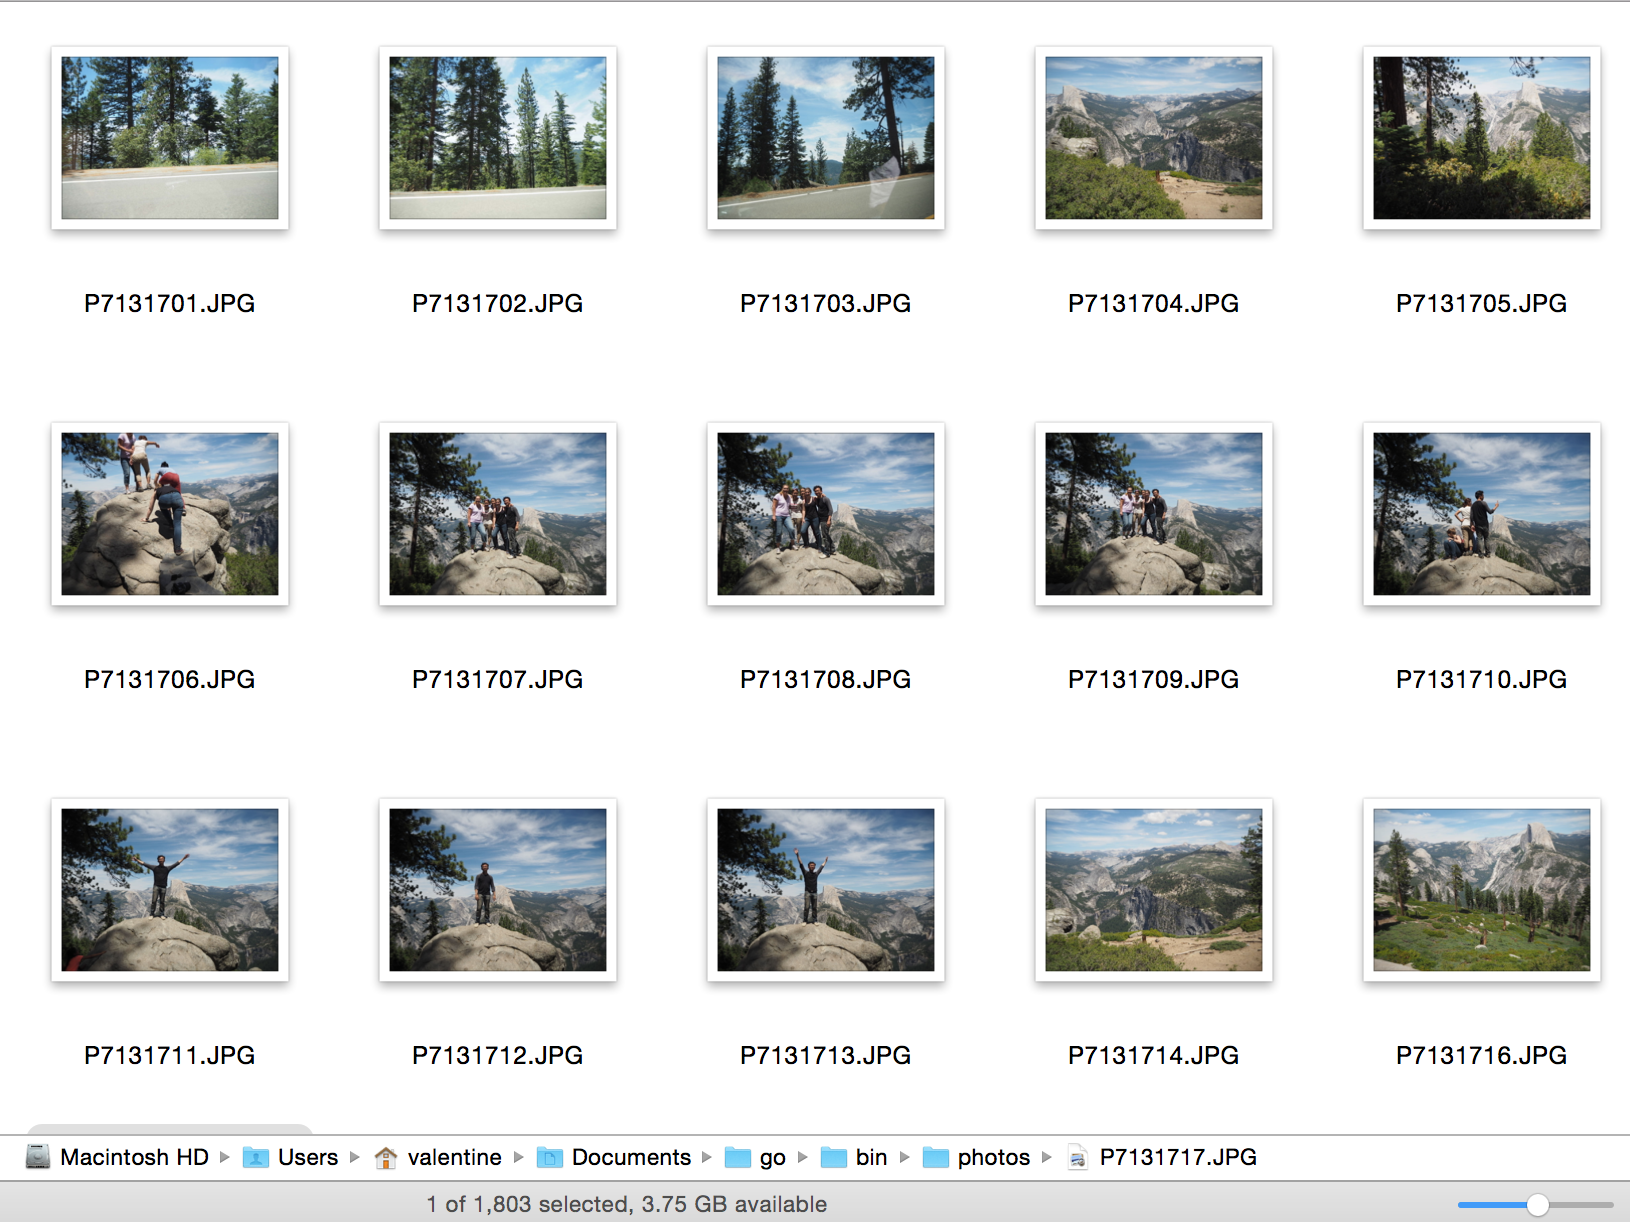 P7131701.JPG P7131702.JPG P7131703.JPG P7131704.JPG P7131705.JPG
P7131706.JPG P7131707.JPG P7131708.JPG P7131709.JPG P7131710.JPG
P7131711.JPG P7131712.JPG P7131713.JPG P7131714.JPG P7131716.JPG
Macintosh HD Users valentine Documents go bin photos P7131717.JPG
1 of 1,803 selected, 3.75 GB available